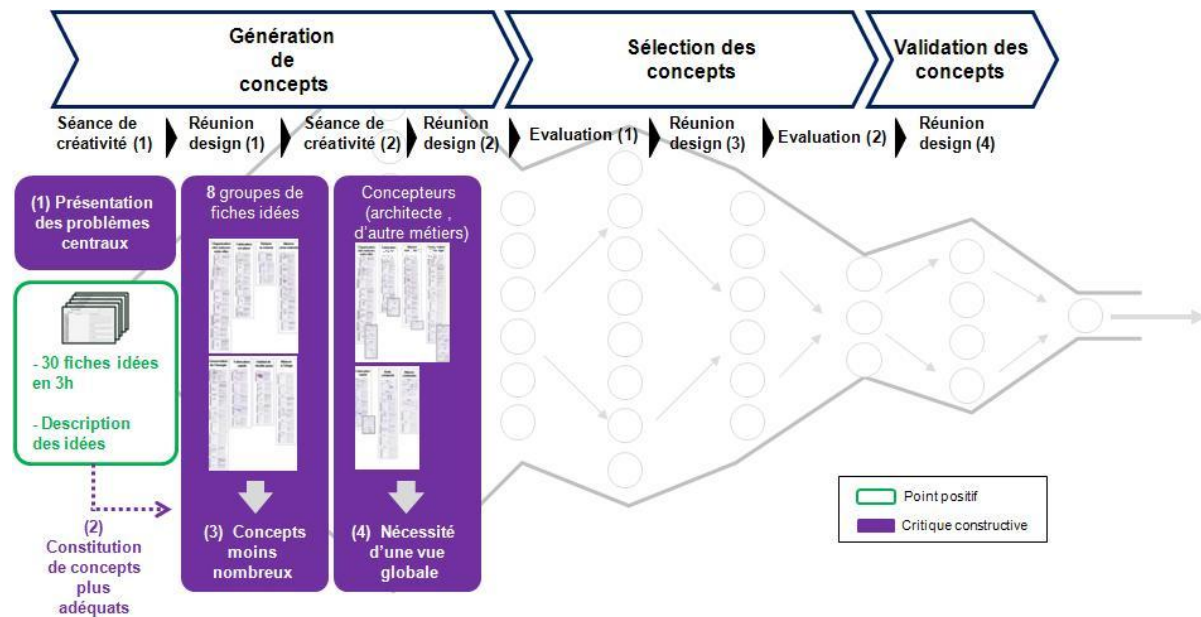 Génération
de
concepts
Sélection des
concepts
Validation des
concepts
Séance de
créativité (1)
Réunion
design (1)
Séance de
créativité (2)
Réunion
design (2)
Evaluation (1)
Réunion
design (3)
Evaluation (2)
Réunion
design (4)
(1) Présentation
des problèmes
centraux
- 30 fiches idées
en 3h
- Description
des idées
(2)
Constitution
de concepts
plus
adéquats
8 groupes de
fiches idées
(3) Concepts
moins
nombreux
Concepteurs
(architecte ,
d'autre métiers)
(4) Nécessité
d'une vue
globale
Point positif
Critique constructive